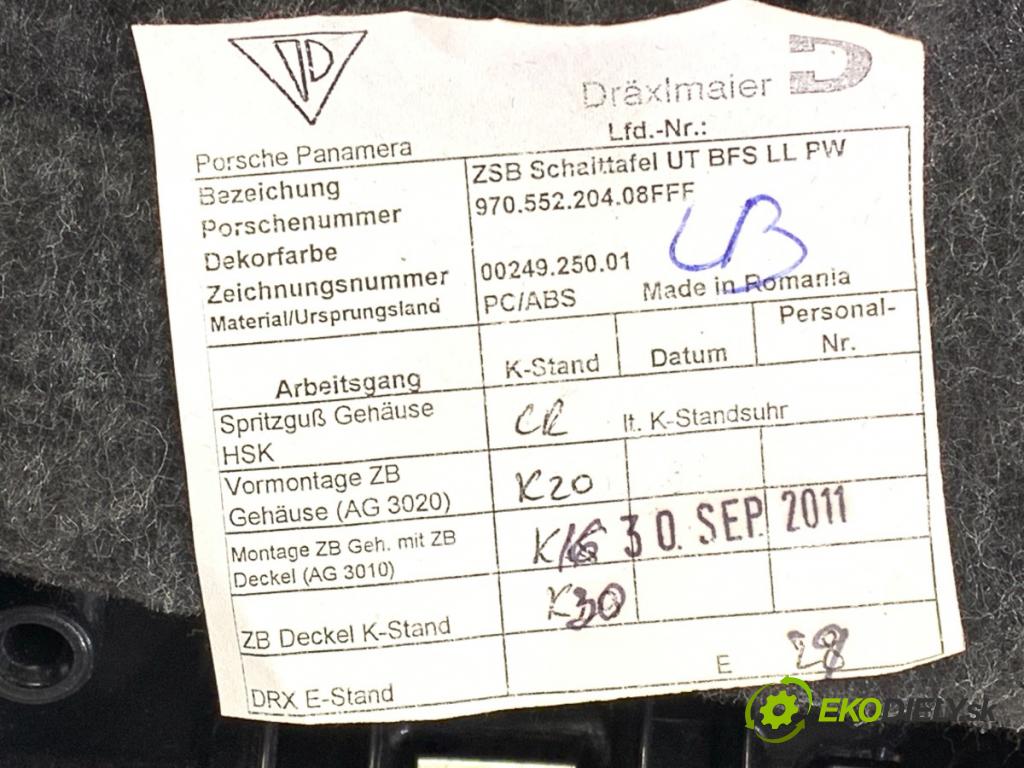 Dräxlmaier
Lfd.-Nr.:
Porsche Panamera
Bezeichung ZSB Schalttafel UT BFS LL PW
Porschenummer 970.552.204.08FFF
Dekorfarbe
Zeichnungsnummer 00249.250.01
Material/Ursprungsland PC/ABS Made in Romania
Arbeitsgang K-Stand Datum Personal-
Nr.
Spritzguß Gehäuse
HSK CR lt. K-Standsuhr
Vormontage ZB
Gehäuse (AG 3020) K20
Montage ZB Geh. mit ZB
Deckel (AG 3010) 30. SEP. 2011
ZB Deckel K-Stand K30
DRX E-Stand E 28
EKODIELY.sk